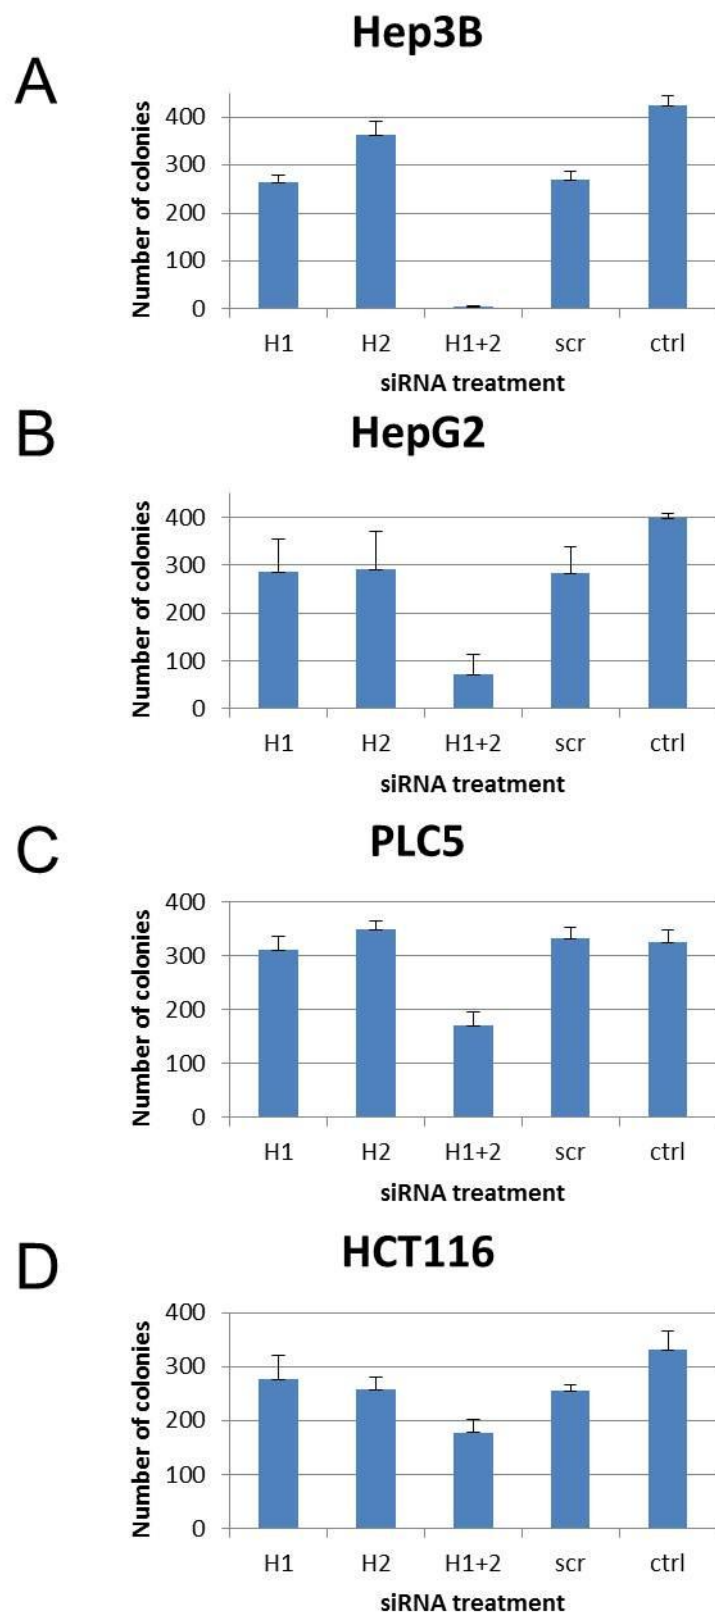 Hep3B
A
Number of colonies
400
300
200
100
0
H1 H2 H1+2 scr ctrl
siRNA treatment
HepG2
B
Number of colonies
400
300
200
100
0
H1 H2 H1+2 scr ctrl
siRNA treatment
PLC5
C
Number of colonies
400
300
200
100
0
H1 H2 H1+2 scr ctrl
siRNA treatment
HCT116
D
Number of colonies
400
300
200
100
0
H1 H2 H1+2 scr ctrl
siRNA treatment